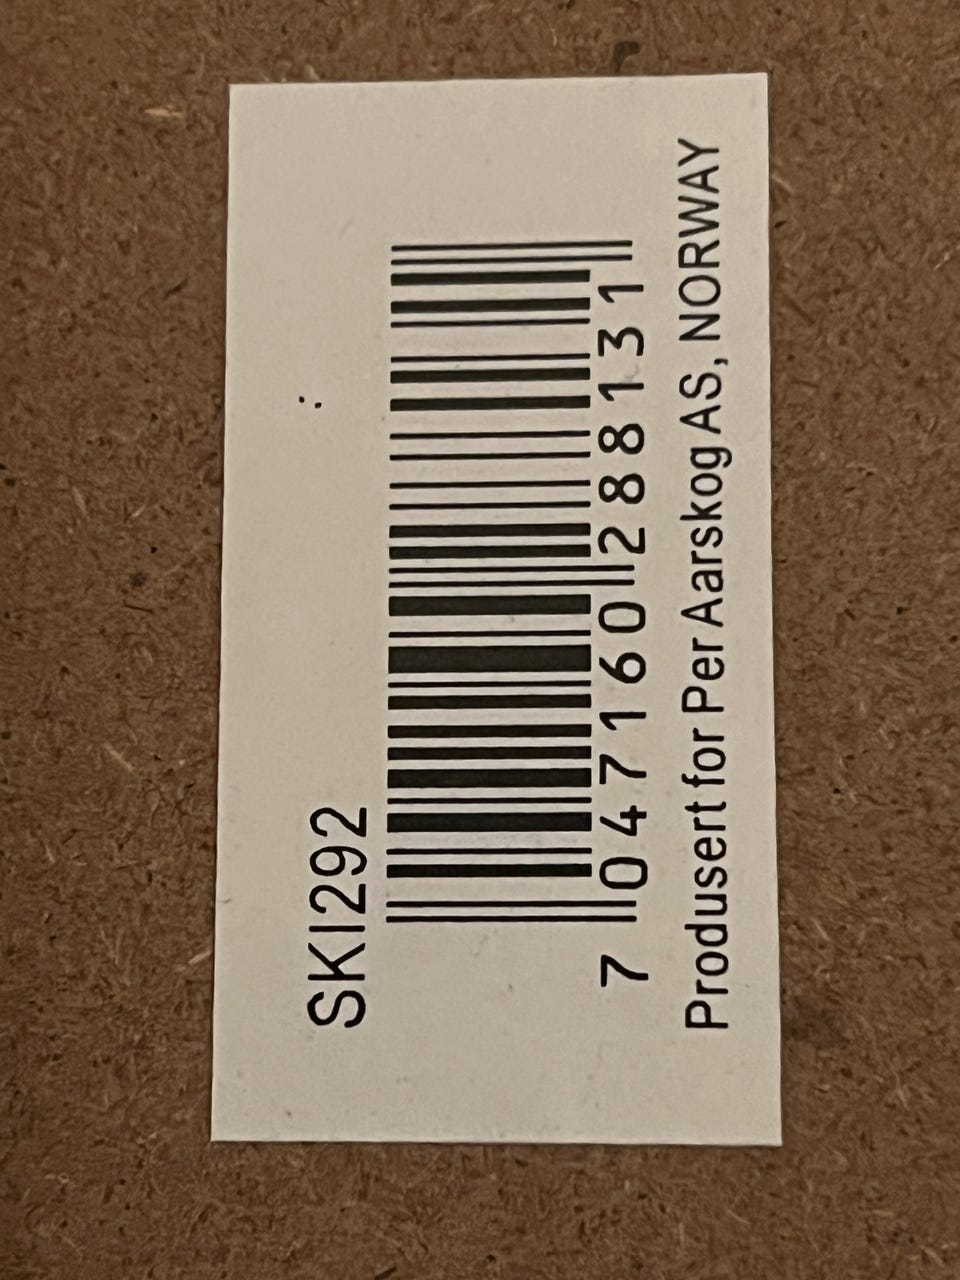 SKI292
7 047160 288131
Produsert for Per Aarskog AS, NORWAY